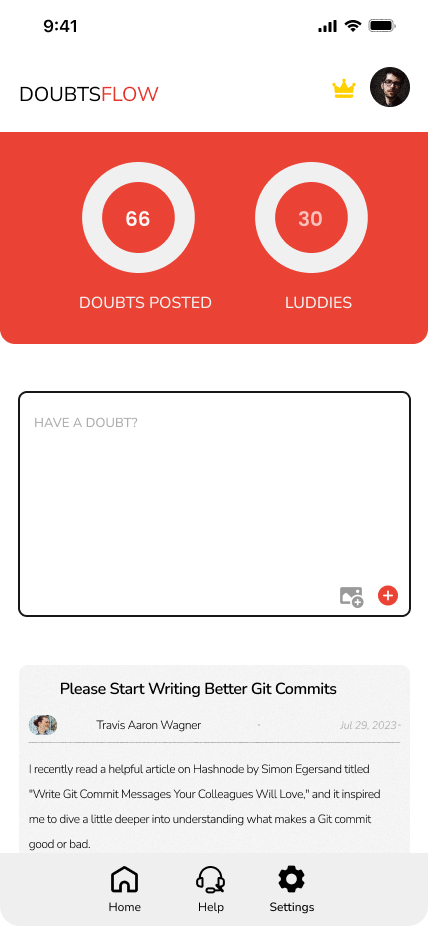 9:41
DOUBTSFLOW
66
30
DOUBTS POSTED
LUDDIES
HAVE A DOUBT?
Please Start Writing Better Git Commits
Travis Aaron Wagner
Jul 29, 2023-
I recently read a helpful article on Hashnode by Simon Egersand titled
"Write Git Commit Messages Your Colleagues Will Love," and it inspired
me to dive a little deeper into understanding what makes a Git commit
good or bad.
Home
Help
Settings